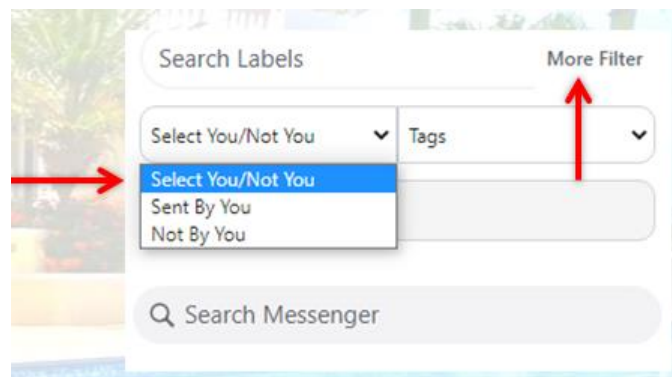 Search Labels More Filter
Select You/Not You Tags
Select You/Not You
Sent By You
Not By You
Search Messenger